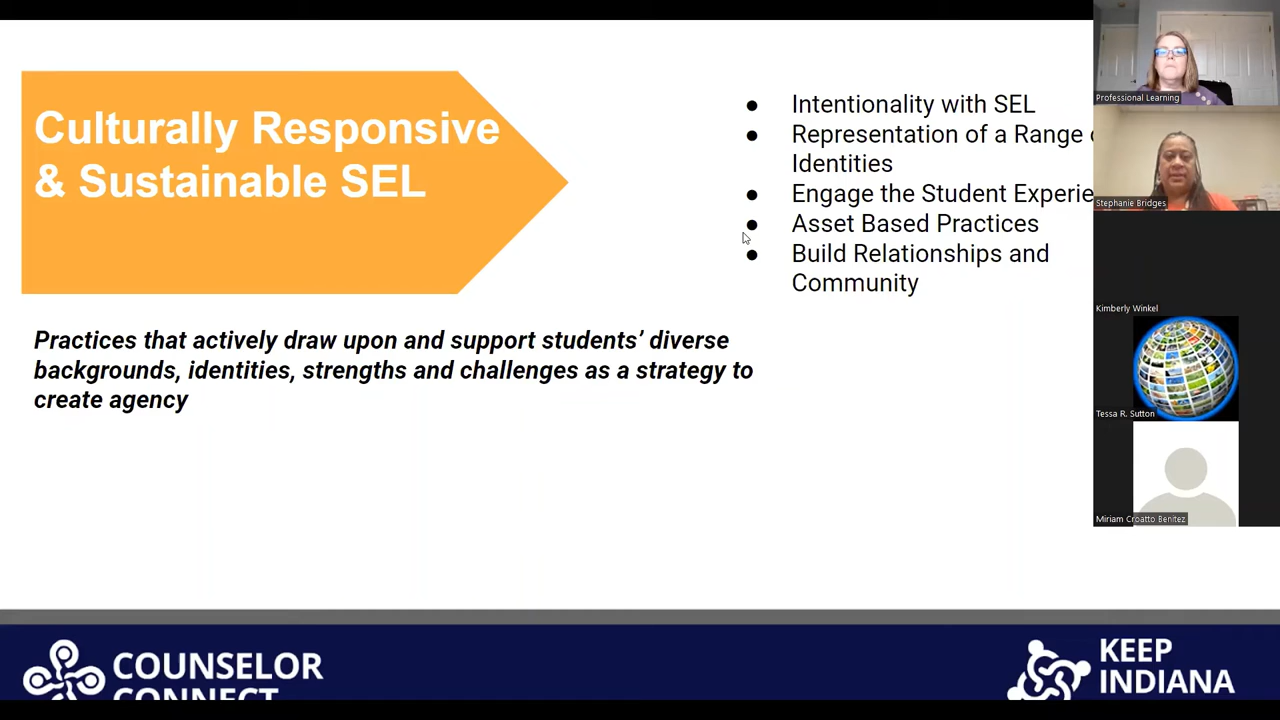 Culturally Responsive
& Sustainable SEL
Practices that actively draw upon and support students’ diverse
backgrounds, identities, strengths and challenges as a strategy to
create agency
● Intentionality with SEL
● Representation of a Range
Identities
● Engage the Student
● Asset Based Practices
● Build Relationships and
Community
Professional Learning
Stephanie Bridges
Kimberly Winkel
Tessa R. Sutton
Miriam Croatto Benitez
COUNSELOR
CONNECT
KEEP
INDIANA